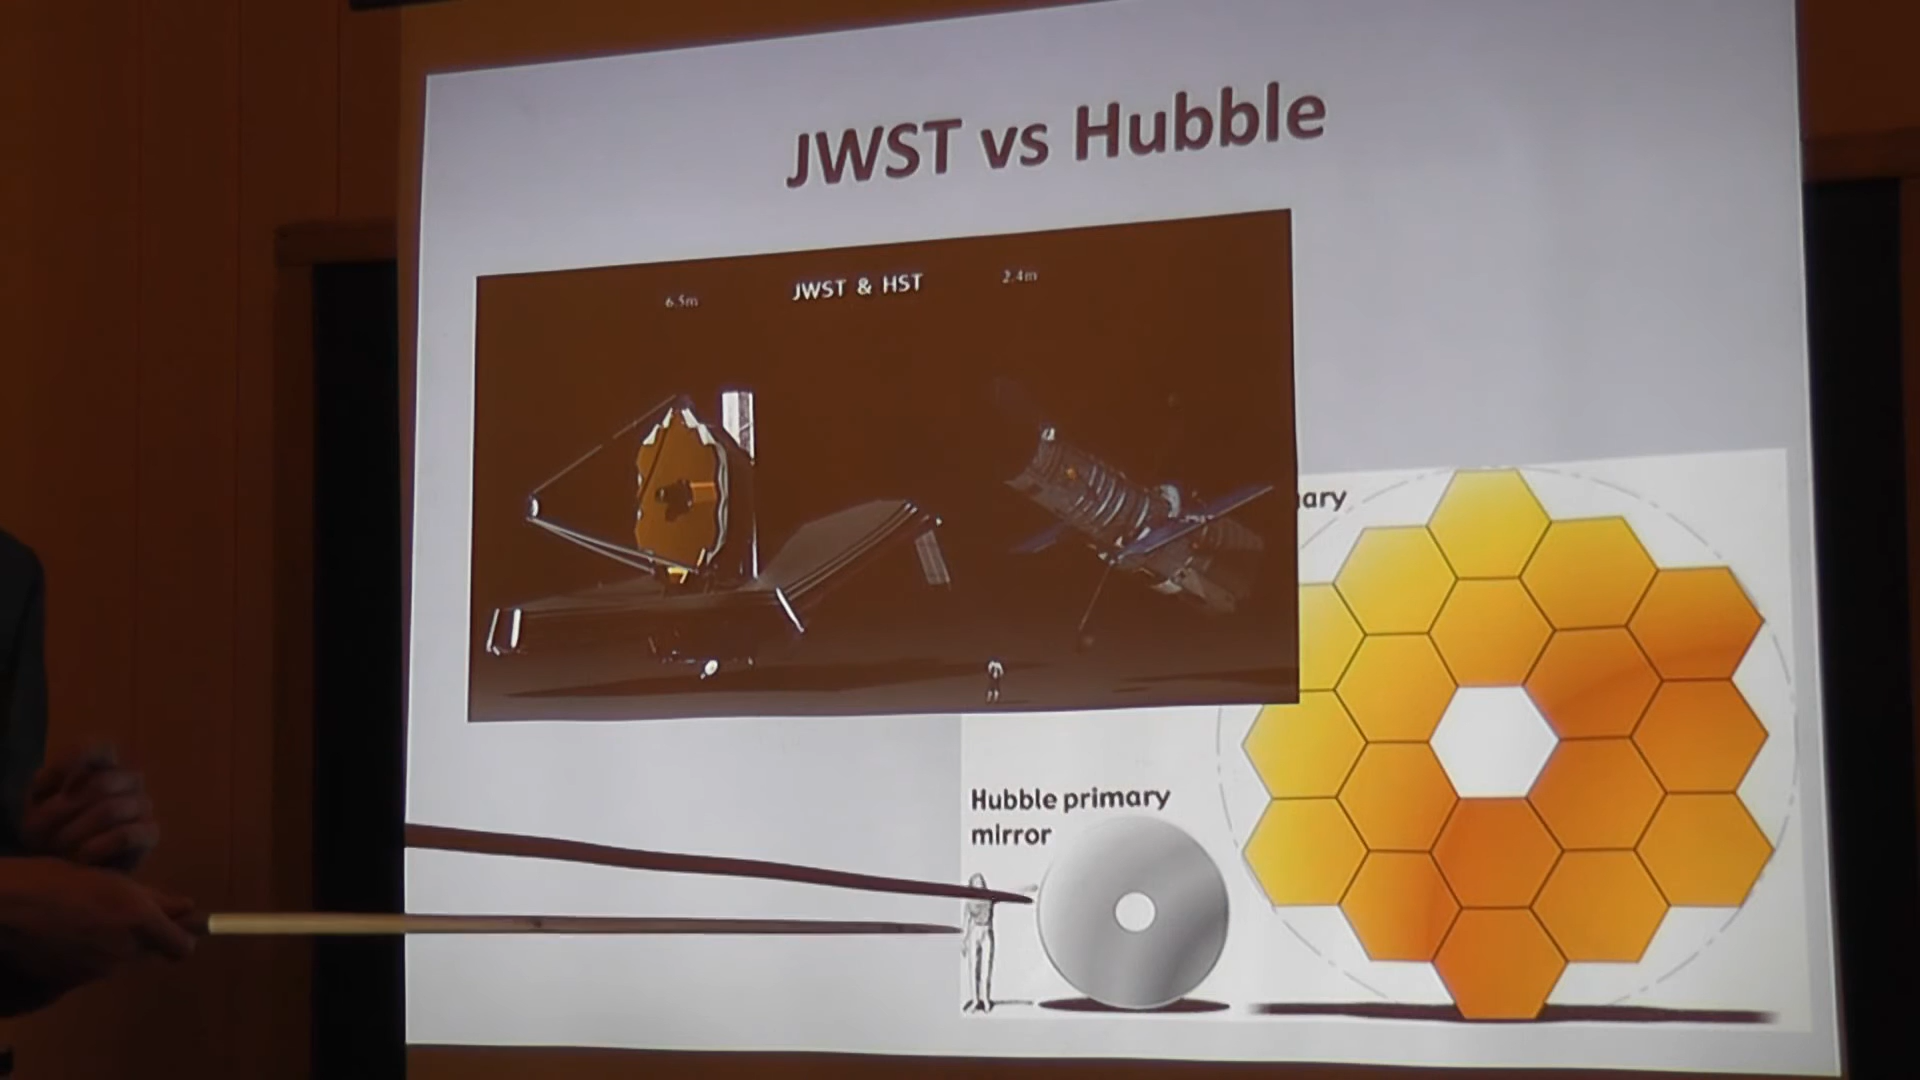 JWST vs Hubble
6.5m
JWST & HST
2.4m
ary
Hubble primary
mirror